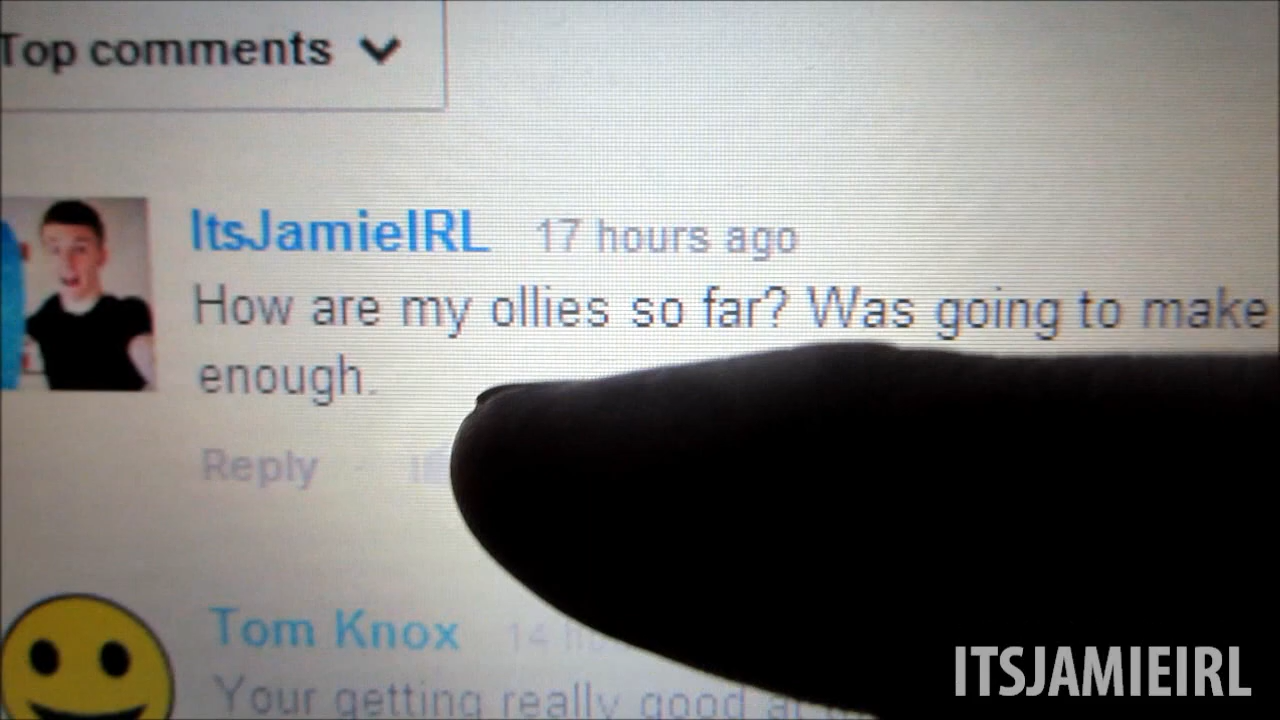 Top comments
ItsJamieIRL 17 hours ago
How are my ollies so far? Was going to make
enough.
Reply
Tom Knox 14
Your getting really good
ITSJAMIEIRL